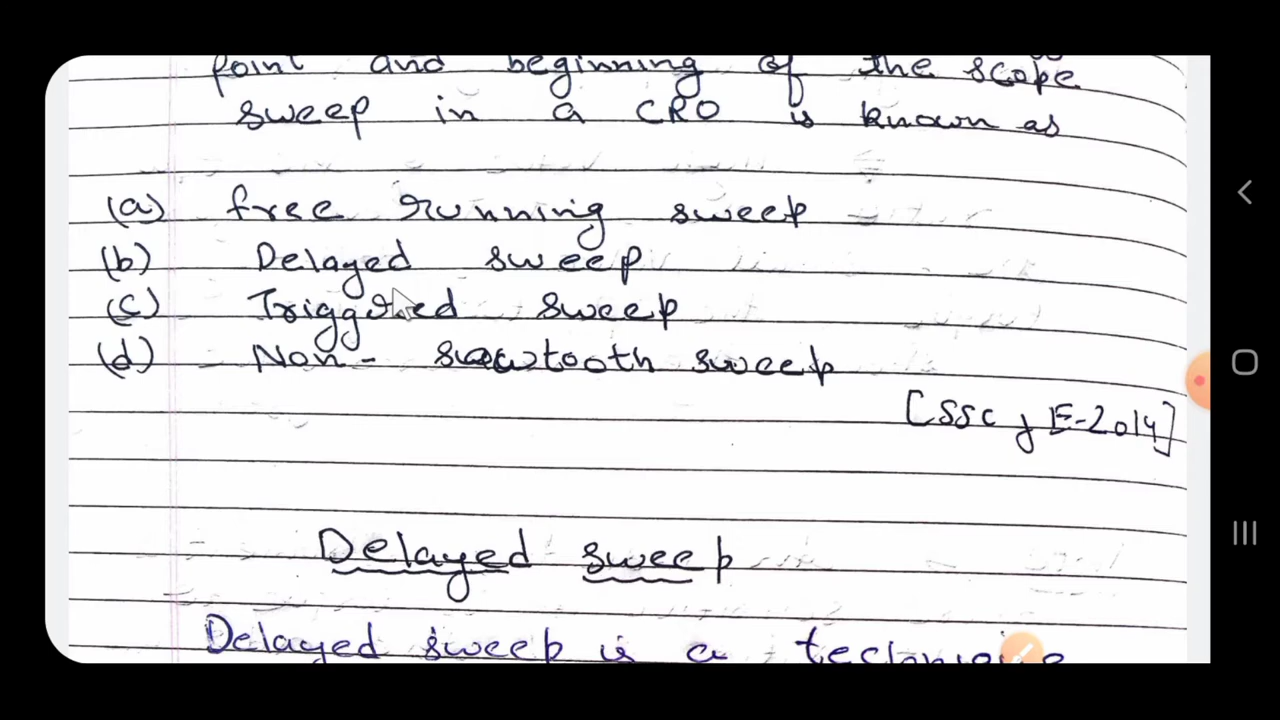 point and beginning of the scope
sweep in a CRO is known as
(a) free running sweep
(b) Delayed sweep
(c) Triggered sweep
(d) Non- sawtooth sweep
[SSC JE-2014]
Delayed sweep
Delayed sweep is a technique